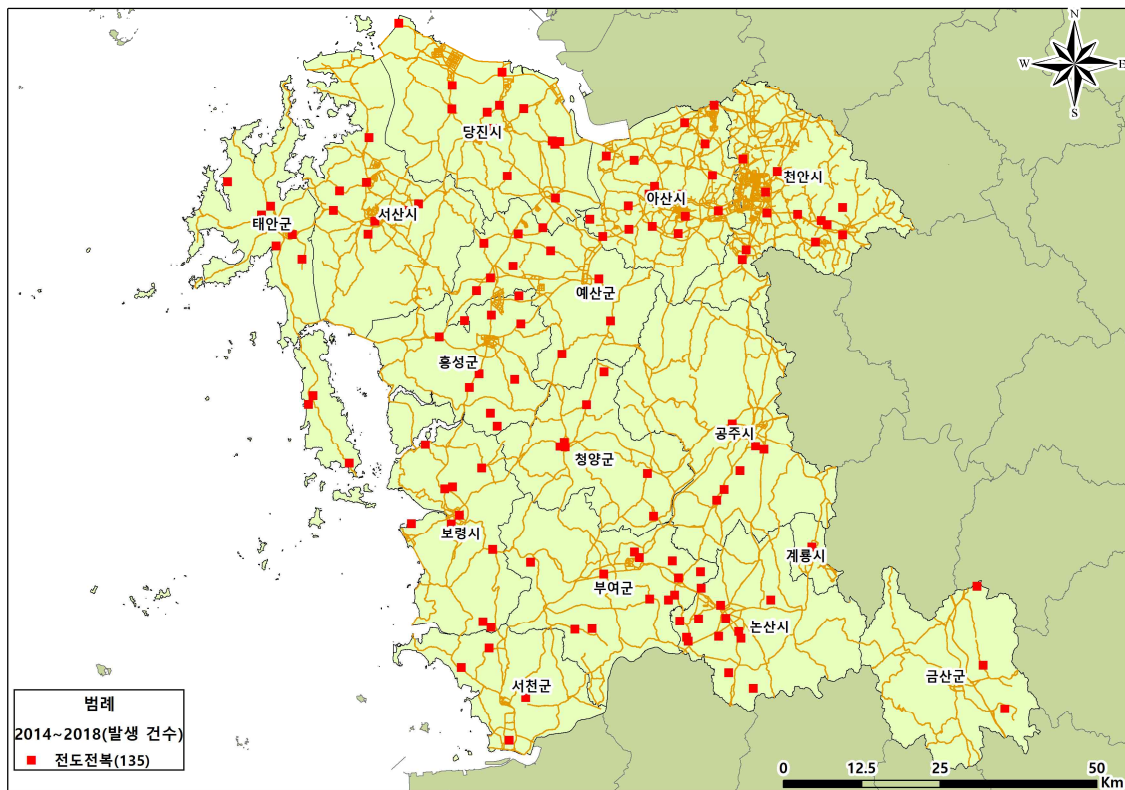 N
W E
S
당진시
천안시
아산시
서산시
태안군
예산군
홍성군
공주시
청양군
보령시
계룡시
부여군
논산시
금산군
서천군
범례
2014~2018(발생 건수)
전도전복(135)
0 12.5 25 50
Km